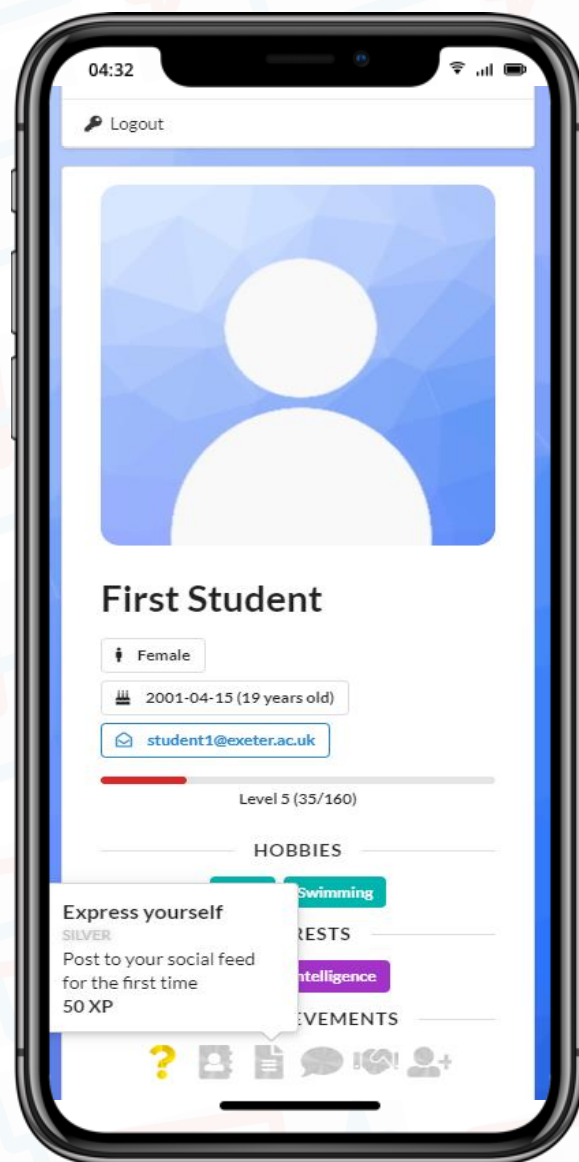 04:32
Logout
First Student
Female
2001-04-15 (19 years old)
student1@exeter.ac.uk
Level 5 (35/160)
HOBBIES
Swimming
Express yourself
SILVER
RESTS
Post to your social feed
for the first time
ntelligence
50 XP
EVEMENTS